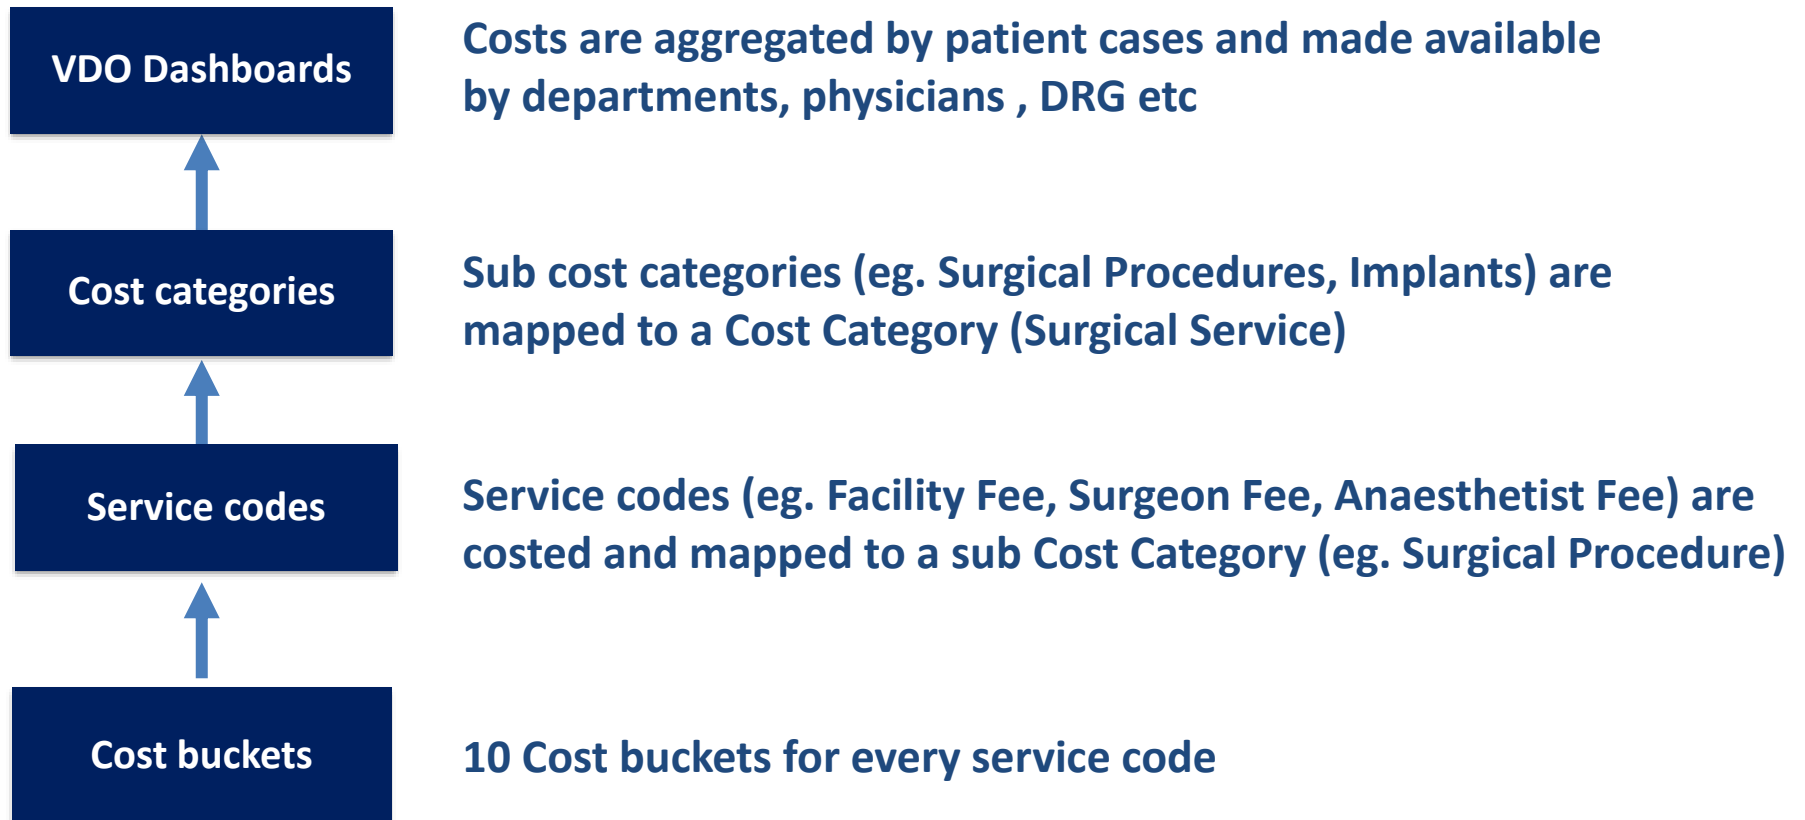 VDO Dashboards
Costs are aggregated by patient cases and made available
by departments, physicians , DRG etc
Cost categories
Sub cost categories (eg. Surgical Procedures, Implants) are
mapped to a Cost Category (Surgical Service)
Service codes
Service codes (eg. Facility Fee, Surgeon Fee, Anaesthetist Fee) are
costed and mapped to a sub Cost Category (eg. Surgical Procedure)
Cost buckets
10 Cost buckets for every service code